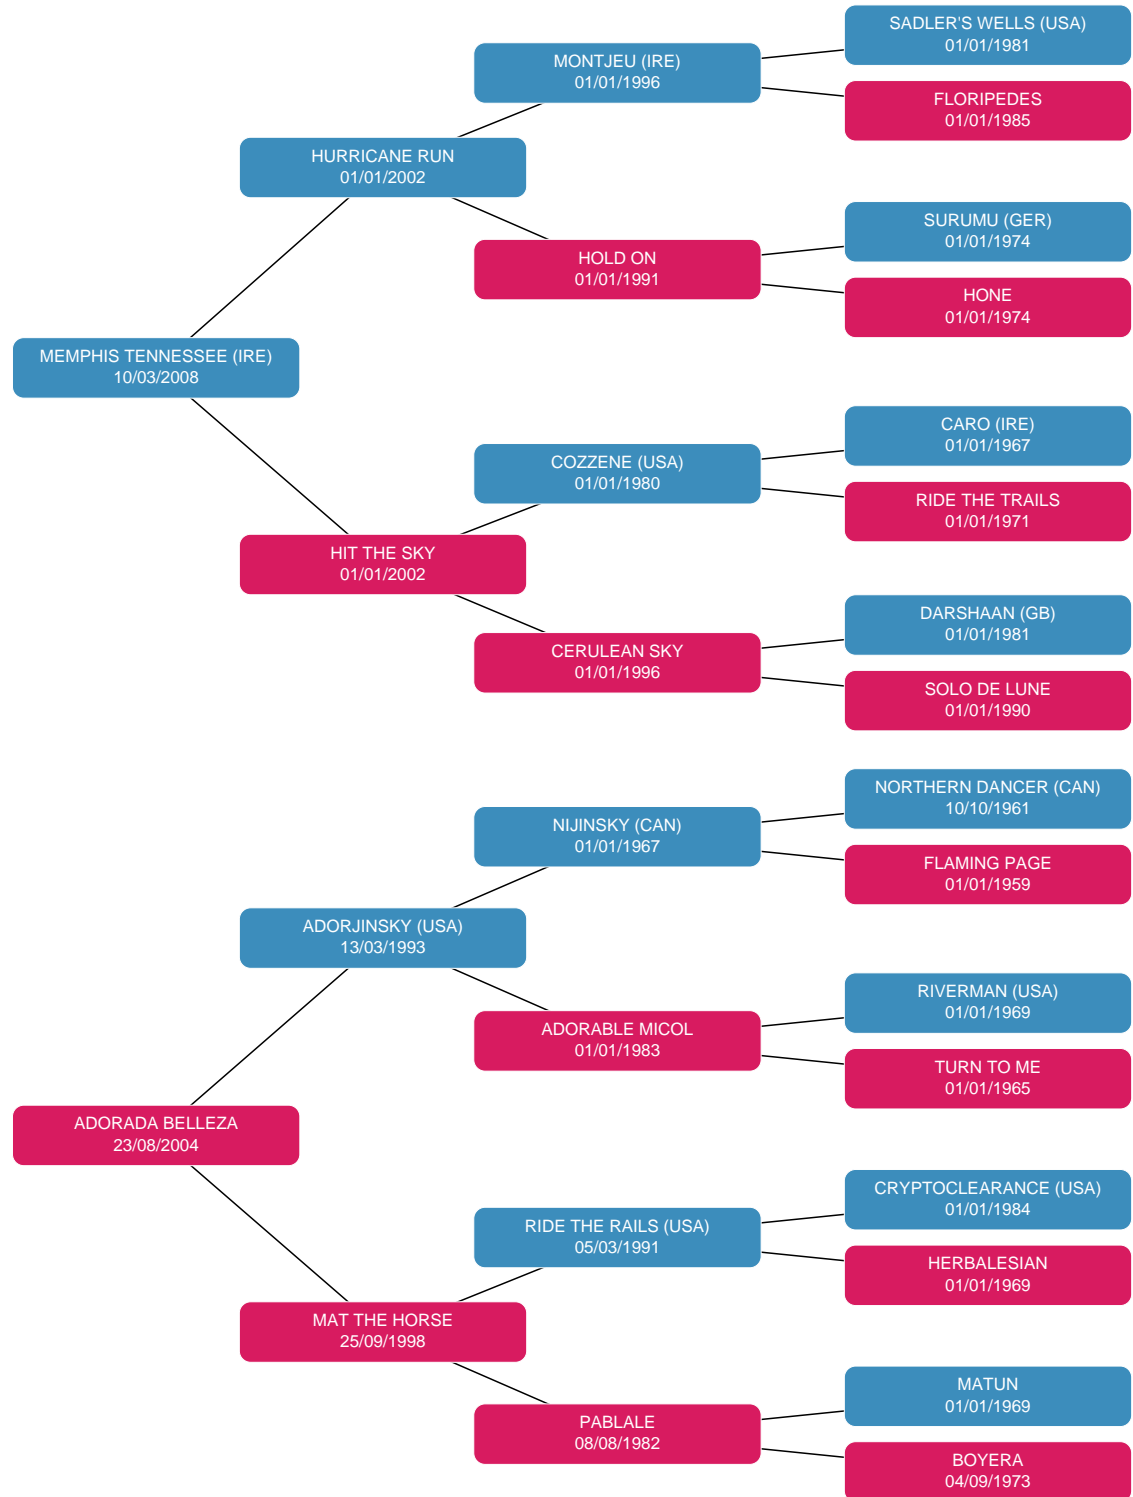 SADLER'S WELLS (USA)
01/01/1981
MONTJEU (IRE)
01/01/1996
FLORIPEDES
01/01/1985
HURRICANE RUN
01/01/2002
SURUMU (GER)
01/01/1974
HOLD ON
01/01/1991
HONE
01/01/1974
MEMPHIS TENNESSEE (IRE)
10/03/2008
CARO (IRE)
01/01/1967
COZZENE (USA)
01/01/1980
RIDE THE TRAILS
01/01/1971
HIT THE SKY
01/01/2002
DARSHAAN (GB)
01/01/1981
CERULEAN SKY
01/01/1996
SOLO DE LUNE
01/01/1990
NORTHERN DANCER (CAN)
10/10/1961
NIJINSKY (CAN)
01/01/1967
FLAMING PAGE
01/01/1959
ADORJINSKY (USA)
13/03/1993
RIVERMAN (USA)
01/01/1969
ADORABLE MICOL
01/01/1983
TURN TO ME
01/01/1965
ADORADA BELLEZA
23/08/2004
CRYPTOCLEARANCE (USA)
01/01/1984
RIDE THE RAILS (USA)
05/03/1991
HERBALESIAN
01/01/1969
MAT THE HORSE
25/09/1998
MATUN
01/01/1969
PABLALE
08/08/1982
BOYERA
04/09/1973